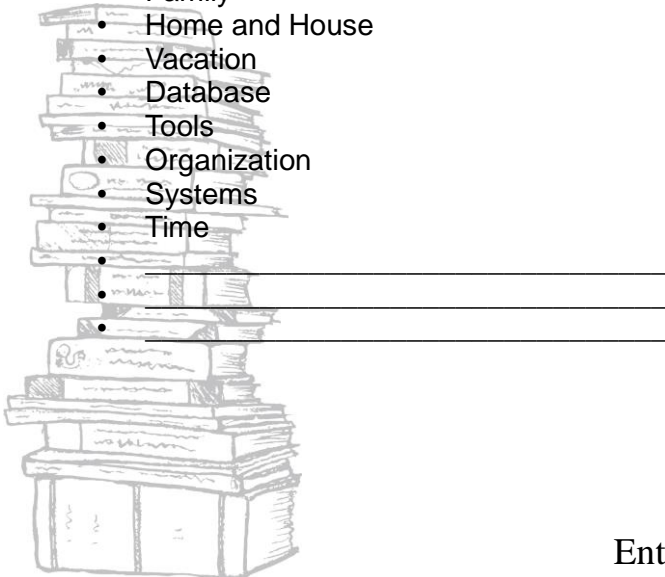 • Home and House
• Vacation
• Database
• Tools
• Organization
• Systems
• Time
•
•
•
Ent